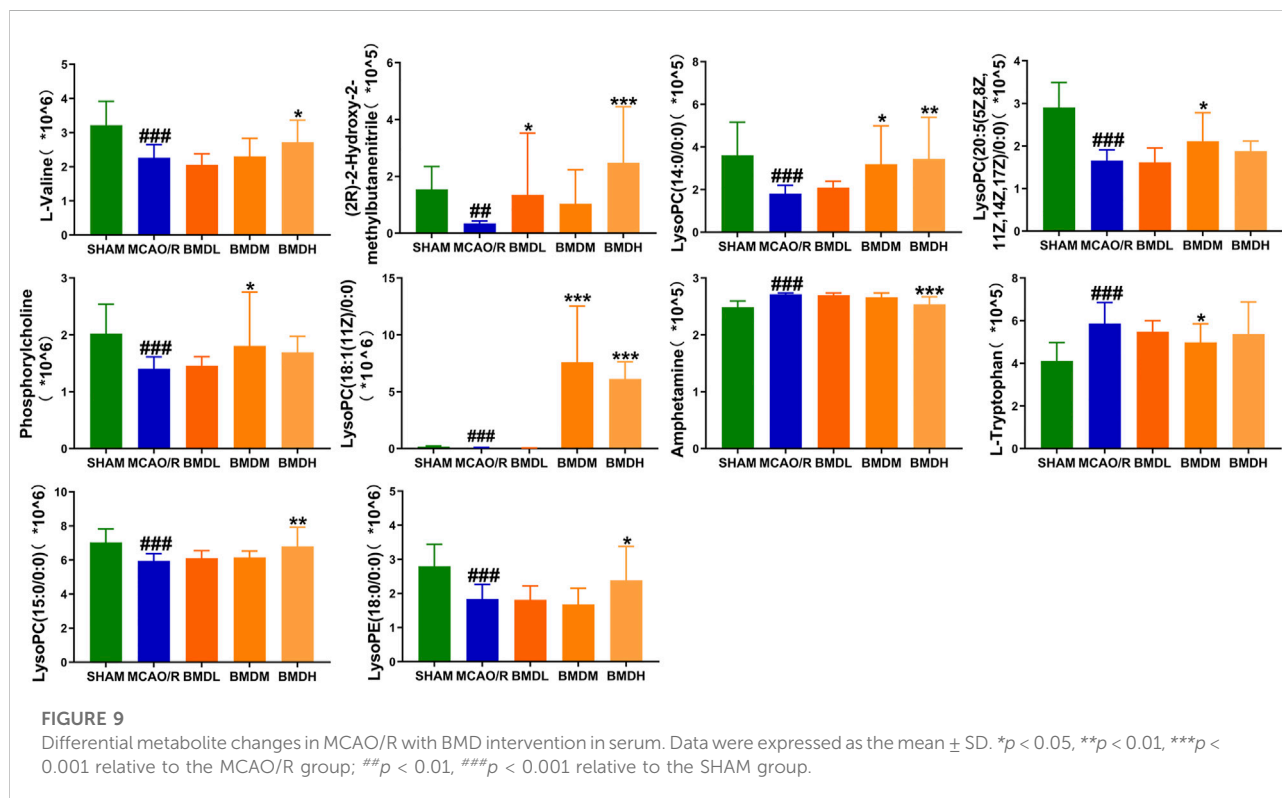 L-Valine( *10^6)
5
4
3
2
1
0
###
*
SHAM MCAO/R BMDL BMDM BMDH
(2R)-2-Hydroxy-2-
methylbutanenitrile( *10^5)
6
4
2
0
##
*
***
SHAM MCAO/R BMDL BMDM BMDH
LysoPC(14:0/0:0)( *10^5)
8
6
4
2
0
###
*
**
SHAM MCAO/R BMDL BMDM BMDH
LysoPC(20:5(5Z,8Z,
11Z,14Z,17Z)/0:0)( *10^5)
4
3
2
1
0
###
*
SHAM MCAO/R BMDL BMDM BMDH
Phosphorylcholine
( *10^6)
3
2
1
0
###
*
SHAM MCAO/R BMDL BMDM BMDH
LysoPC(18:1(11Z)/0:0)
( *10^6)
15
10
5
0
###
***
***
SHAM MCAO/R BMDL BMDM BMDH
Amphetamine( *10^5)
3
2
1
0
###
***
SHAM MCAO/R BMDL BMDM BMDH
L-Tryptophan( *10^5)
8
6
4
2
0
###
*
SHAM MCAO/R BMDL BMDM BMDH
LysoPC(15:0/0:0)( *10^6)
10
8
6
4
2
0
###
**
SHAM MCAO/R BMDL BMDM BMDH
LysoPE(18:0/0:0)( *10^6)
5
4
3
2
1
0
###
*
SHAM MCAO/R BMDL BMDM BMDH
FIGURE 9
Differential metabolite changes in MCAO/R with BMD intervention in serum. Data were expressed as the mean ± SD. *p < 0.05, **p < 0.01, ***p <
0.001 relative to the MCAO/R group; ##p < 0.01, ###p < 0.001 relative to the SHAM group.